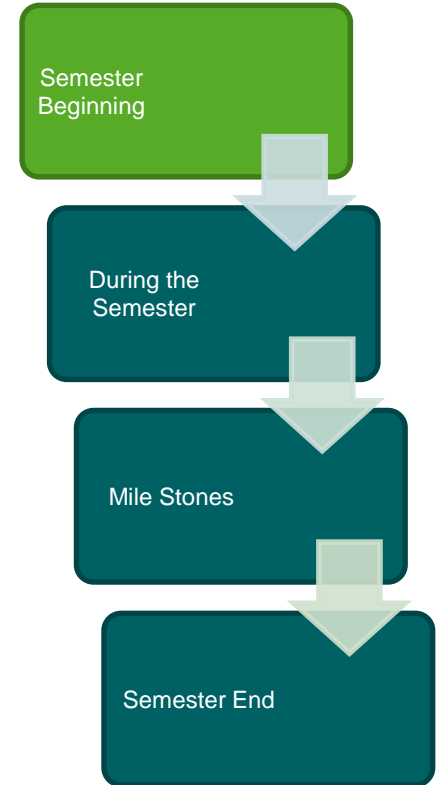 Semester
Beginning
During the
Semester
Mile Stones
Semester End